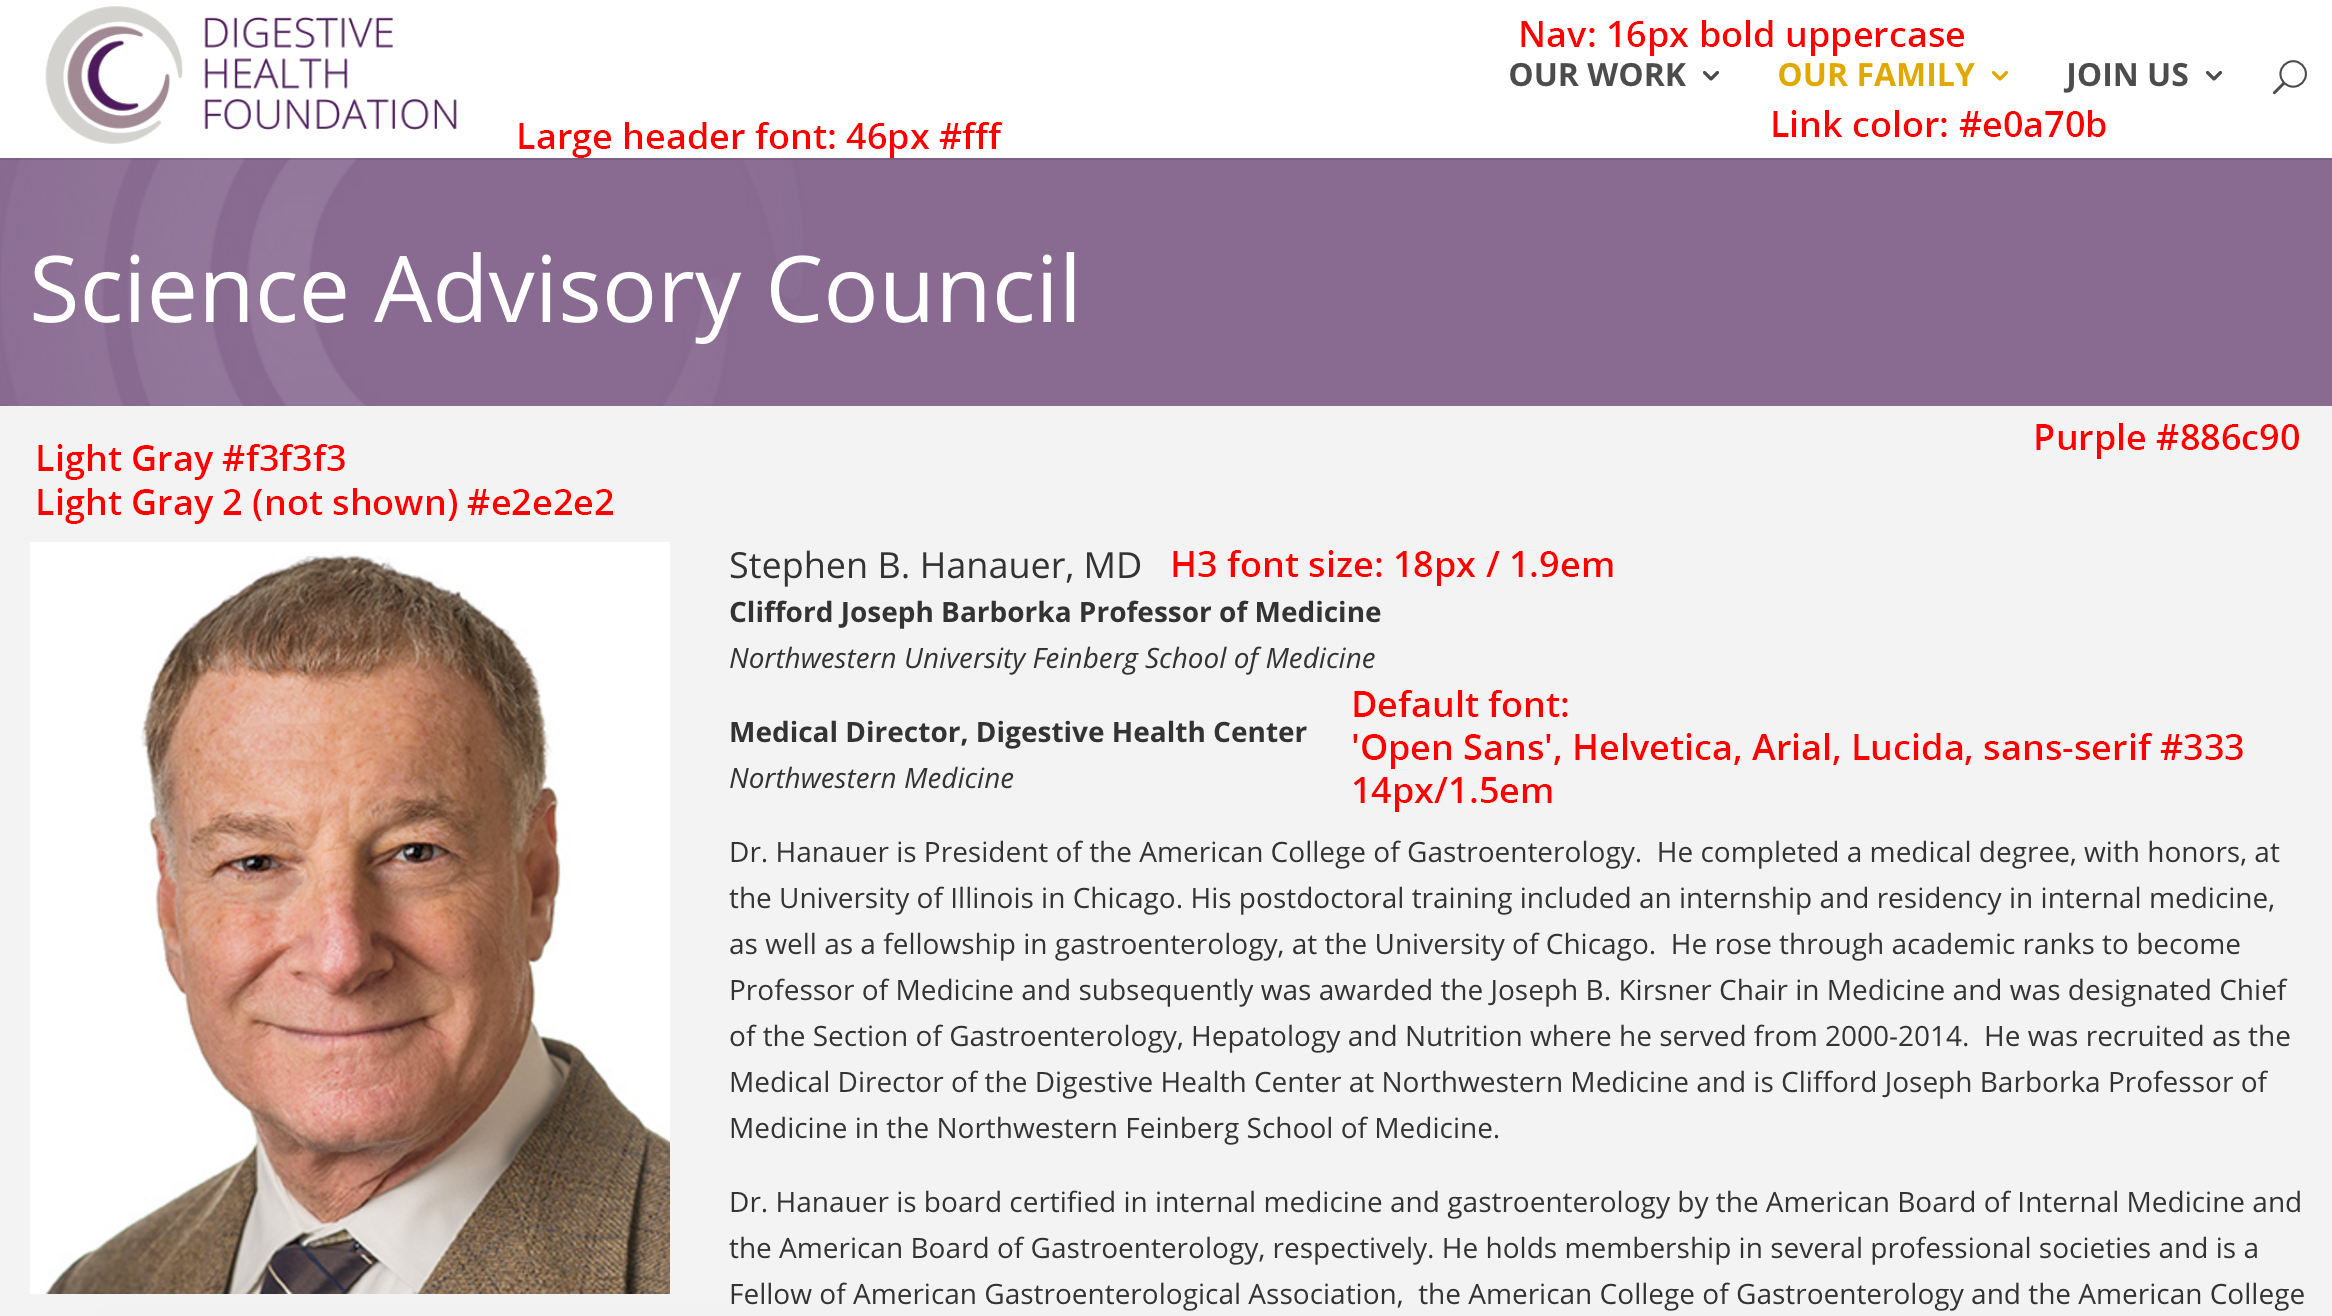 DIGESTIVE
HEALTH
FOUNDATION
Nav: 16px bold uppercase
OUR WORK OUR FAMILY JOIN US
Link color: #e0a70b
Large header font: 46px #fff
Science Advisory Council
Purple #886c90
Light Gray #f3f3f3
Light Gray 2 (not shown) #e2e2e2
Stephen B. Hanauer, MD H3 font size: 18px / 1.9em
Clifford Joseph Barborka Professor of Medicine
Northwestern University Feinberg School of Medicine
Medical Director, Digestive Health Center
Northwestern Medicine
Default font:
'Open Sans', Helvetica, Arial, Lucida, sans-serif #333
14px/1.5em
Dr. Hanauer is President of the American College of Gastroenterology.  He completed a medical degree, with honors, at
the University of Illinois in Chicago. His postdoctoral training included an internship and residency in internal medicine,
as well as a fellowship in gastroenterology, at the University of Chicago.  He rose through academic ranks to become
Professor of Medicine and subsequently was awarded the Joseph B. Kirsner Chair in Medicine and was designated Chief
of the Section of Gastroenterology, Hepatology and Nutrition where he served from 2000-2014.  He was recruited as the
Medical Director of the Digestive Health Center at Northwestern Medicine and is Clifford Joseph Barborka Professor of
Medicine in the Northwestern Feinberg School of Medicine.
Dr. Hanauer is board certified in internal medicine and gastroenterology by the American Board of Internal Medicine and
the American Board of Gastroenterology, respectively. He holds membership in several professional societies and is a
Fellow of American Gastroenterological Association,  the American College of Gastroenterology and the American College